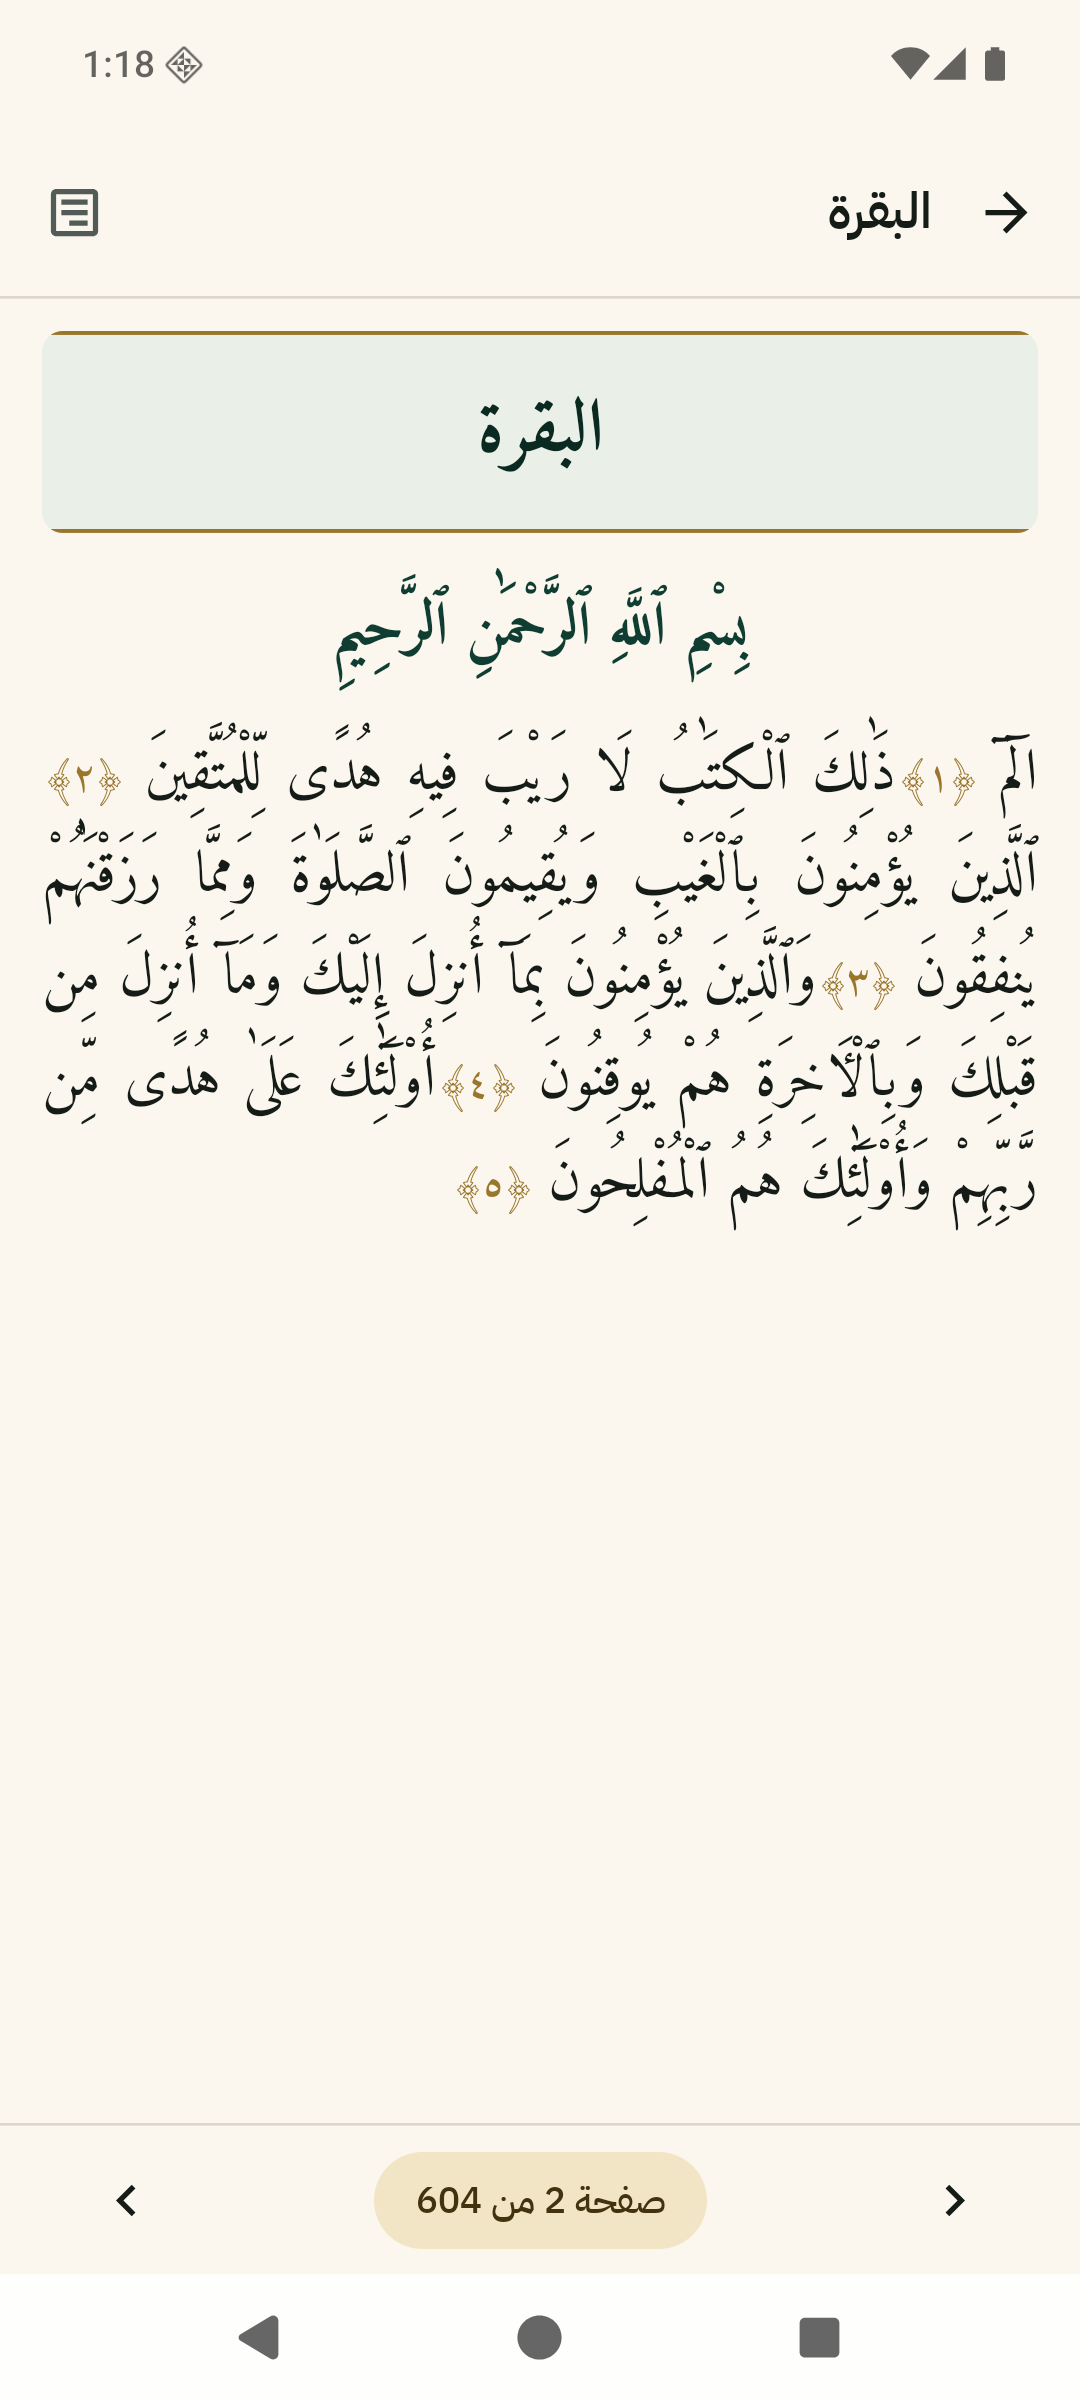 1:18
البقرة
البقرة
بِسْمِ ٱللَّهِ ٱلرَّحْمَٰنِ ٱلرَّحِيمِ
الٓمٓ ﴿١﴾ ذَٰلِكَ ٱلْكِتَٰبُ لَا رَيْبَ فِيهِ هُدًى لِّلْمُتَّقِينَ ﴿٢﴾
ٱلَّذِينَ يُؤْمِنُونَ بِٱلْغَيْبِ وَيُقِيمُونَ ٱلصَّلَوٰةَ وَمِمَّا رَزَقْنَٰهُمْ
يُنفِقُونَ ﴿٣﴾ وَٱلَّذِينَ يُؤْمِنُونَ بِمَآ أُنزِلَ إِلَيْكَ وَمَآ أُنزِلَ مِن
قَبْلِكَ وَبِٱلْأَخِرَةِ هُمْ يُوقِنُونَ ﴿٤﴾ أُو۟لَٰٓئِكَ عَلَىٰ هُدًى مِّن
رَّبِّهِمْ وَأُو۟لَٰٓئِكَ هُمُ ٱلْمُفْلِحُونَ ﴿٥﴾
صفحة 2 من 604